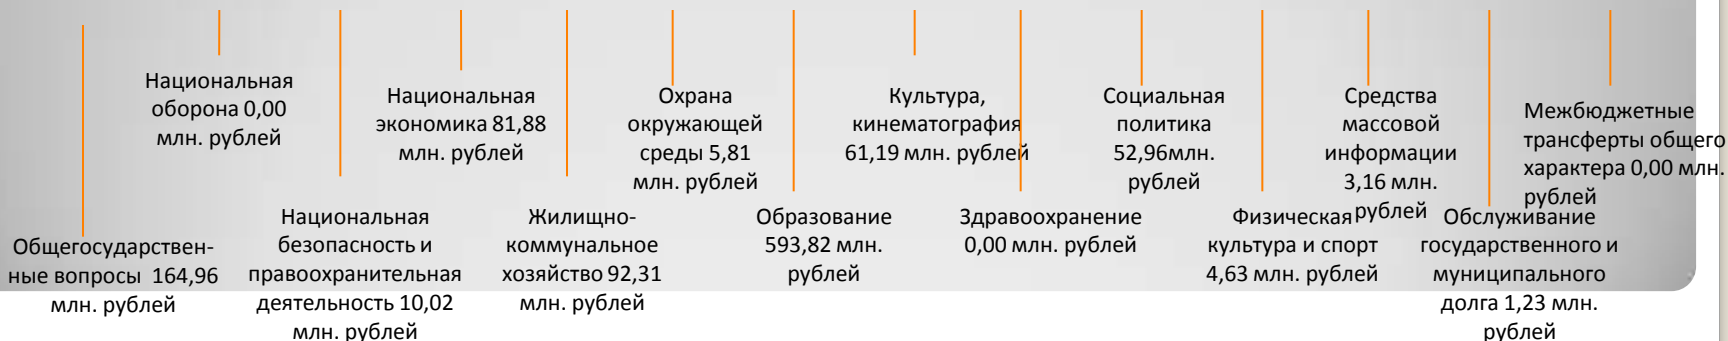 Национальная
оборона 0,00
млн. рублей
Национальная
экономика 81,88
млн. рублей
Охрана
окружающей
среды 5,81
млн. рублей
Культура,
кинематография
61,19 млн. рублей
Социальная
политика
52,96млн.
рублей
Средства
массовой
информации
3,16 млн.
рублей
Межбюджетные
трансферты общего
характера 0,00 млн.
рублей
Общегосударствен-
ные вопросы 164,96
млн. рублей
Национальная
безопасность и
правоохранительная
деятельность 10,02
млн. рублей
Жилищно-
коммунальное
хозяйство 92,31
млн. рублей
Образование
593,82 млн.
рублей
Здравоохранение
0,00 млн. рублей
Физическая
культура и спорт
4,63 млн. рублей
Обслуживание
государственного и
муниципального
долга 1,23 млн.
рублей